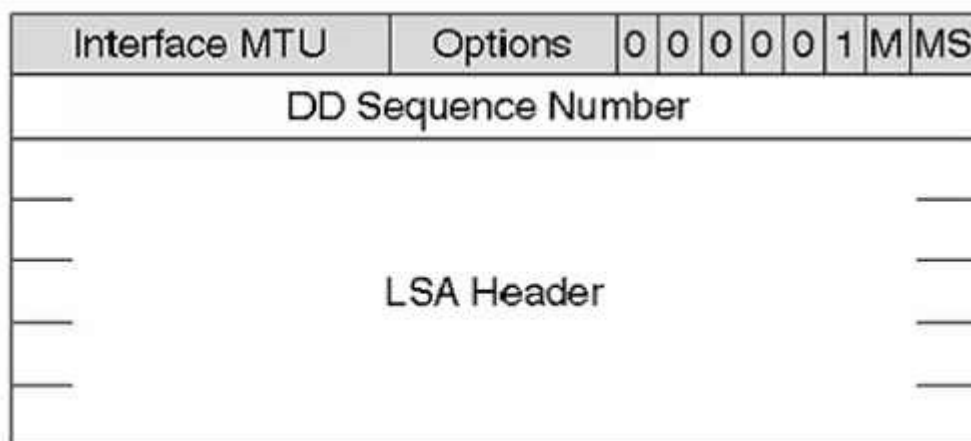 Interface MTU Options 0 0 0 0 0 1 M MS
DD Sequence Number
LSA Header